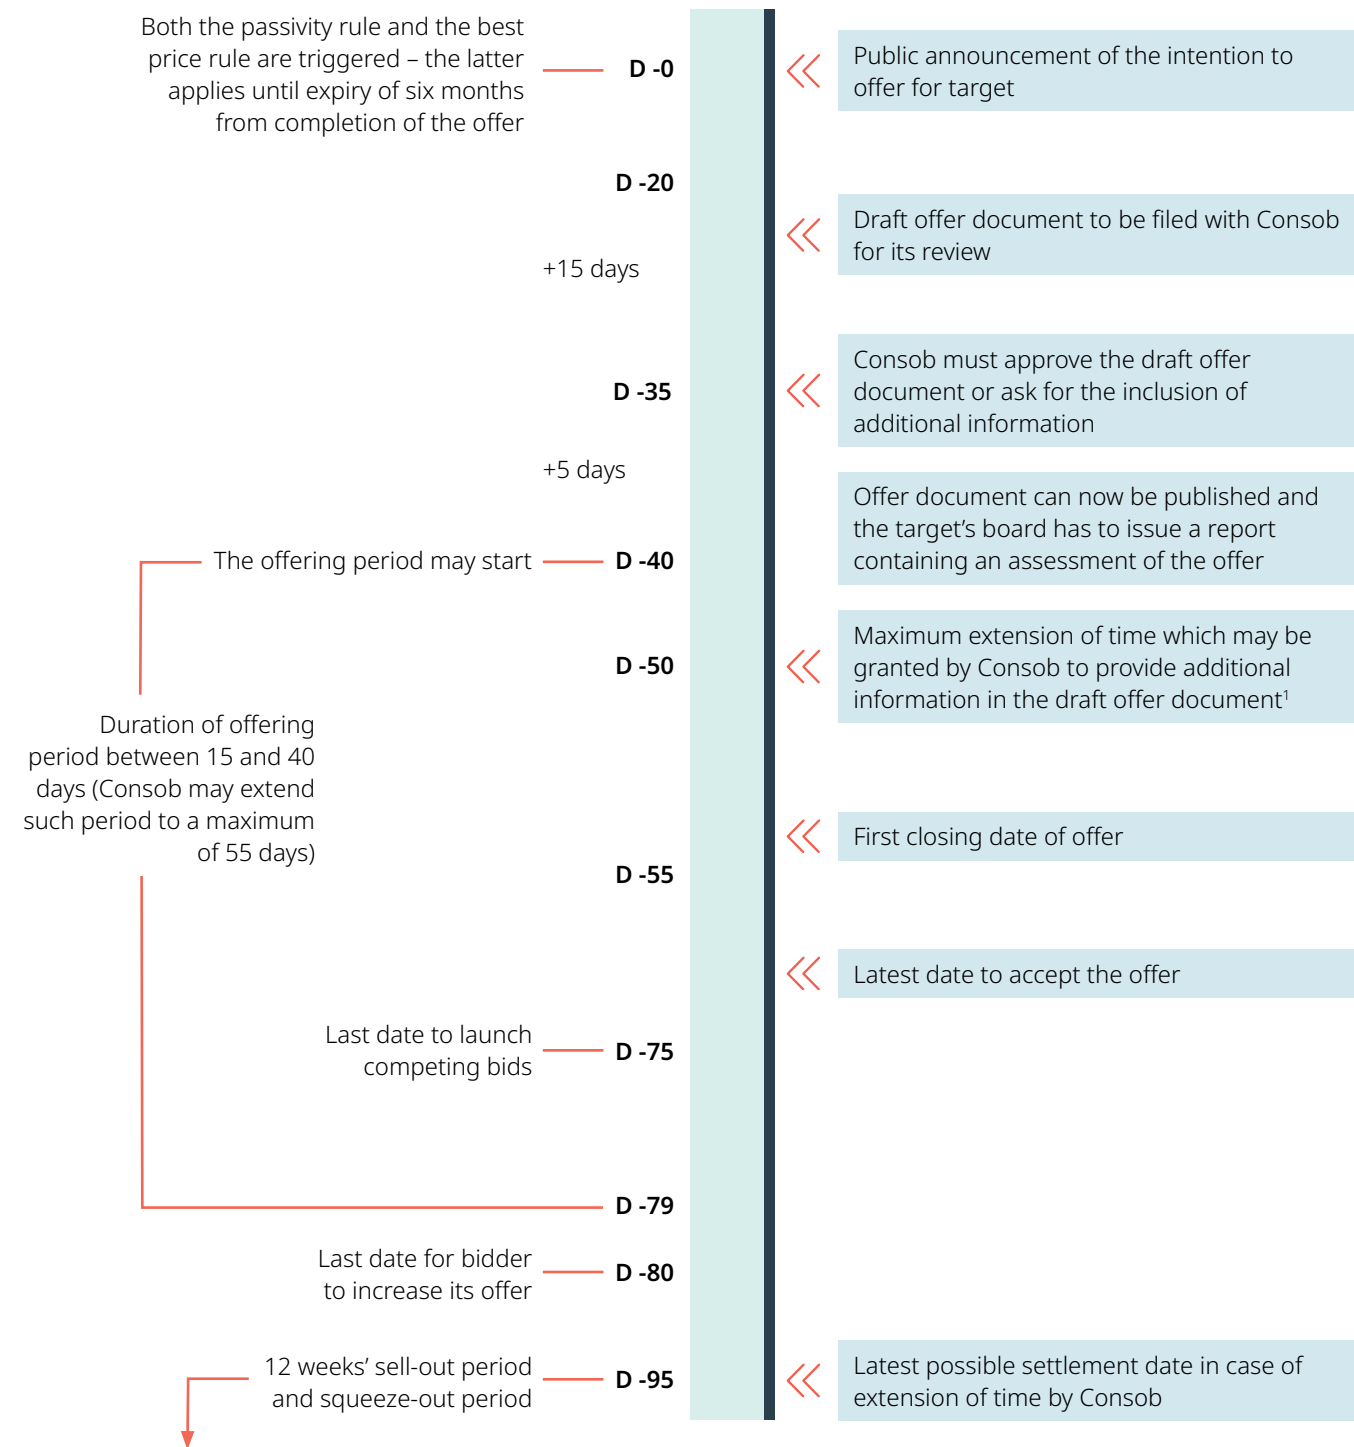 Both the passivity rule and the best
price rule are triggered – the latter
applies until expiry of six months
from completion of the offer
D -0
Public announcement of the intention to
offer for target
D -20
Draft offer document to be filed with Consob
for its review
+15 days
D -35
Consob must approve the draft offer
document or ask for the inclusion of
additional information
+5 days
Offer document can now be published and
the target’s board has to issue a report
containing an assessment of the offer
The offering period may start
D -40
D -50
Maximum extension of time which may be
granted by Consob to provide additional
information in the draft offer document¹
Duration of offering
period between 15 and 40
days (Consob may extend
such period to a maximum
of 55 days)
First closing date of offer
D -55
Latest date to accept the offer
Last date to launch
competing bids
D -75
D -79
Last date for bidder
to increase its offer
D -80
12 weeks’ sell-out period
and squeeze-out period
D -95
Latest possible settlement date in case of
extension of time by Consob